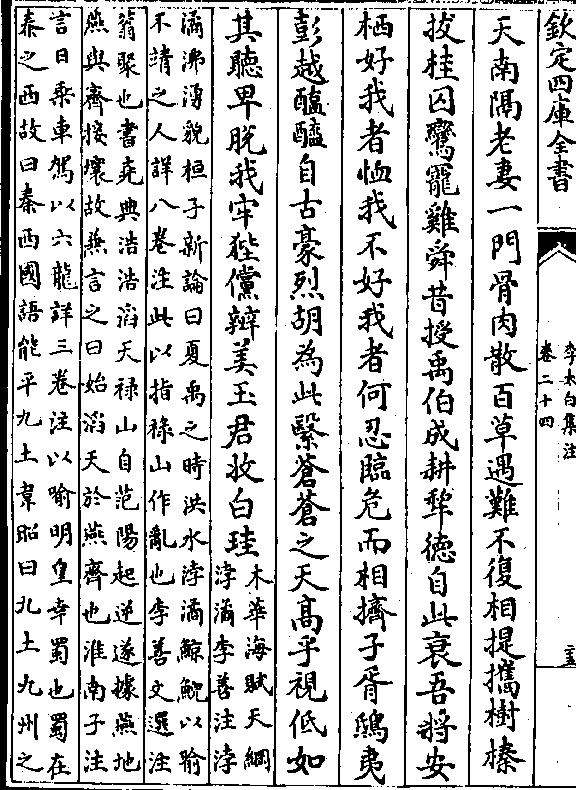 欽定四庫全書
李太白集注
卷二十四
天南隅老妻一門骨肉散百草遇難不復相提攜樹榛
拔桂囚鸞寵雞舜昔授禹伯成耕犂德自此衰吾將安
栖好我者恤我不好我者何忍臨危而相擠子胥鴟夷
彭越醢醯自古豪烈胡為此繫蒼蒼之天高乎視低如
其聽卑脫我牢狴儻辨美玉君收白珪
木華海賦天綱
浡潏李善注浡
潏沸湧貌桓子新論曰夏禹之時洪水浡潏鯨鯢以喻
不靖之人詳八卷注此以指祿山作亂也李善文選注
蓊聚也書堯典浩浩滔天祿山自范陽起逆遂據燕地
燕與齊接壤故兼言之曰始滔天於燕齊也淮南子注
言日乘車駕以六龍詳三卷注以喻明皇幸蜀也蜀在
秦之西故曰秦西國語能平九土韋昭曰九土九州之